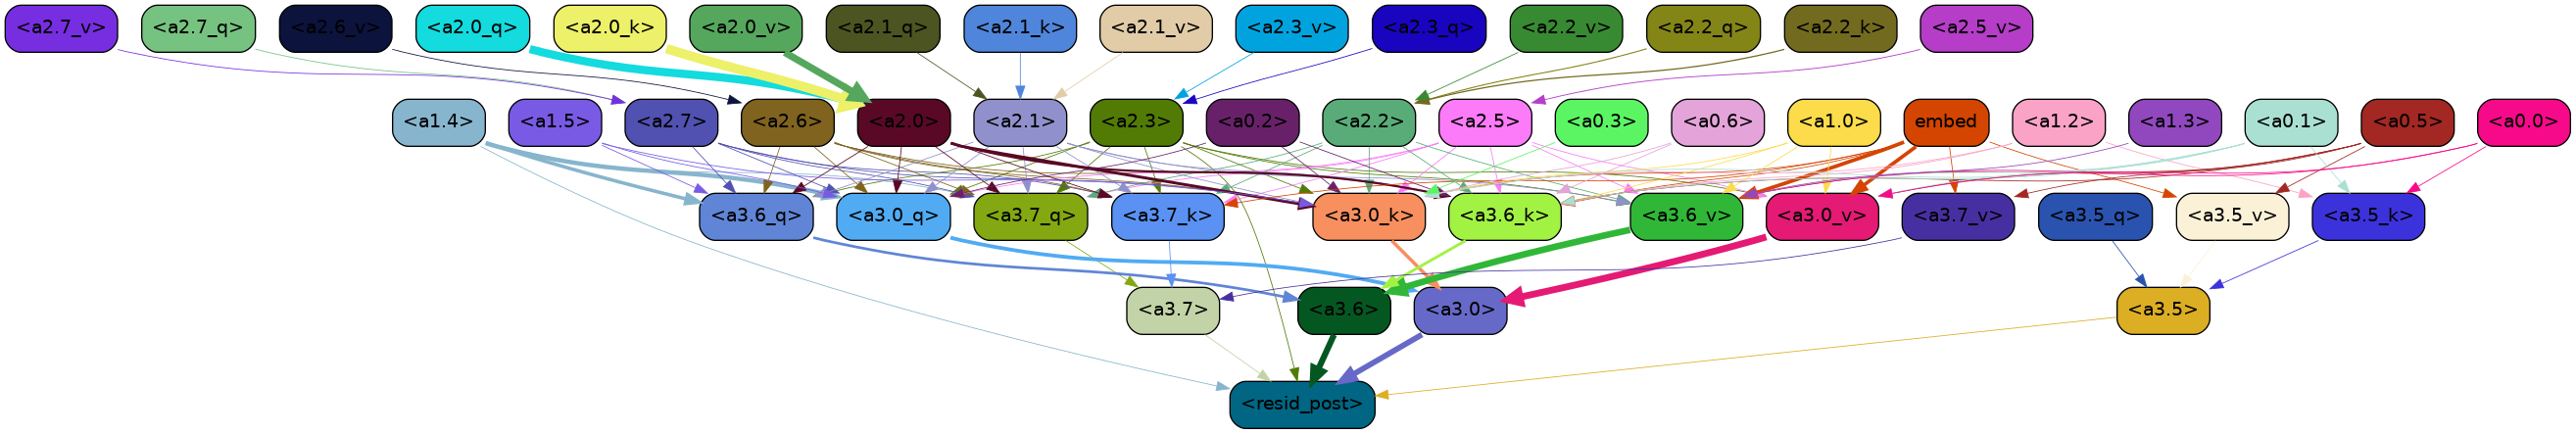 <a2.7_v> <a2.7_q> <a2.6_v> <a2.0_q> <a2.0_k> <a2.0_v> <a2.1_q> <a2.1_k> <a2.1_v> <a2.3_v> <a2.3_q> <a2.2_v> <a2.2_q> <a2.2_k> <a2.5_v>
<a1.4> <a1.5> <a2.7> <a2.6> <a2.0> <a2.1> <a2.3> <a0.2> <a2.2> <a2.5> <a0.3> <a0.6> <a1.0> embed <a1.2> <a1.3> <a0.1> <a0.5> <a0.0>
<a3.6_q> <a3.0_q> <a3.7_q> <a3.7_k> <a3.0_k> <a3.6_k> <a3.6_v> <a3.0_v> <a3.7_v> <a3.5_q> <a3.5_v> <a3.5_k>
<a3.7> <a3.6> <a3.0> <a3.5>
<resid_post>